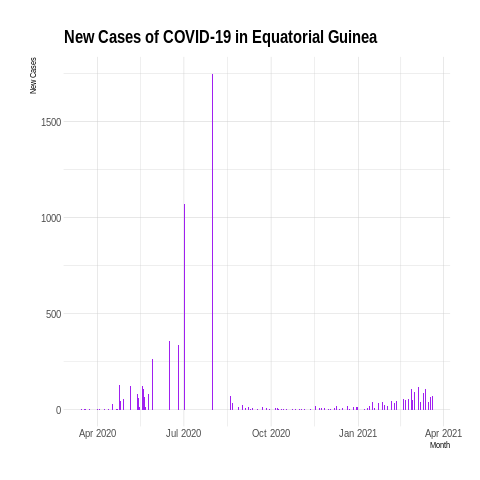 New Cases of COVID-19 in Equatorial Guinea
New Cases
1500
1000
500
0
Apr 2020 Jul 2020 Oct 2020 Jan 2021 Apr 2021
Month